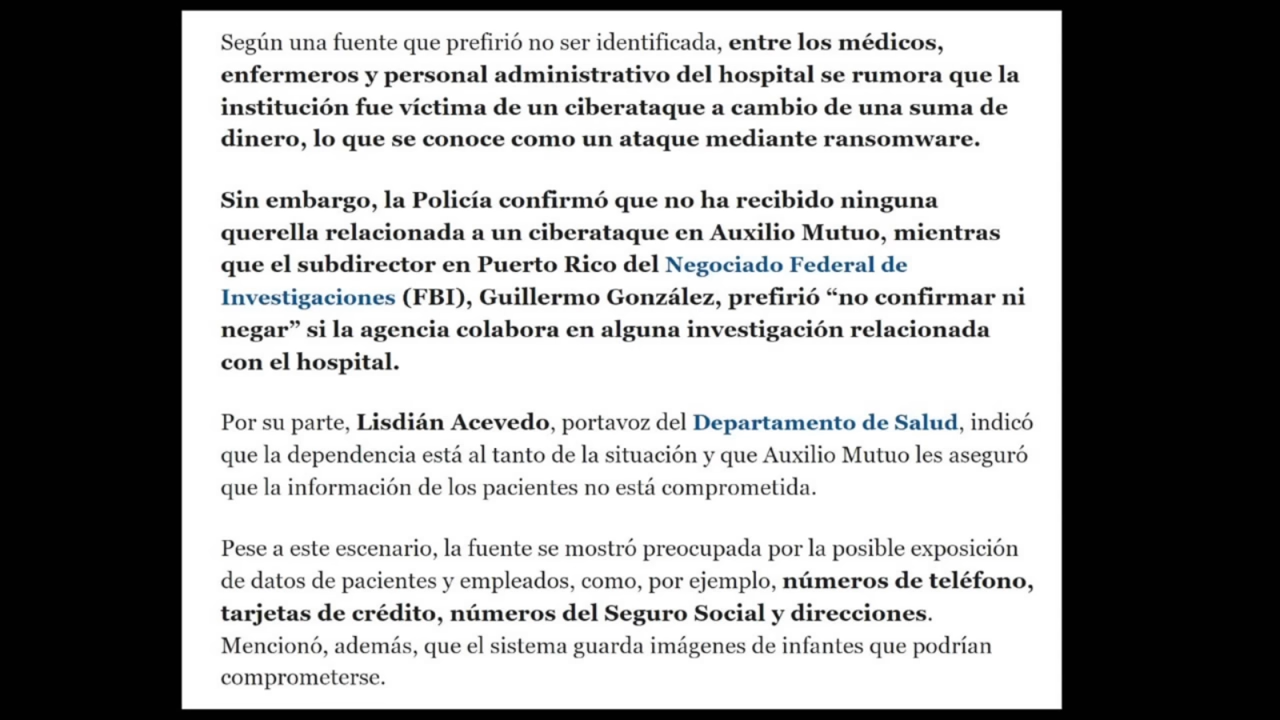 Según una fuente que prefirió no ser identificada, entre los médicos,
enfermeros y personal administrativo del hospital se rumora que la
institución fue víctima de un ciberataque a cambio de una suma de
dinero, lo que se conoce como un ataque mediante ransomware.
Sin embargo, la Policía confirmó que no ha recibido ninguna
querella relacionada a un ciberataque en Auxilio Mutuo, mientras
que el subdirector en Puerto Rico del Negociado Federal de
Investigaciones (FBI), Guillermo González, prefirió “no confirmar ni
negar” si la agencia colabora en alguna investigación relacionada
con el hospital.
Por su parte, Lisdián Acevedo, portavoz del Departamento de Salud, indicó
que la dependencia está al tanto de la situación y que Auxilio Mutuo les aseguró
que la información de los pacientes no está comprometida.
Pese a este escenario, la fuente se mostró preocupada por la posible exposición
de datos de pacientes y empleados, como, por ejemplo, números de teléfono,
tarjetas de crédito, números del Seguro Social y direcciones.
Mencionó, además, que el sistema guarda imágenes de infantes que podrían
comprometerse.